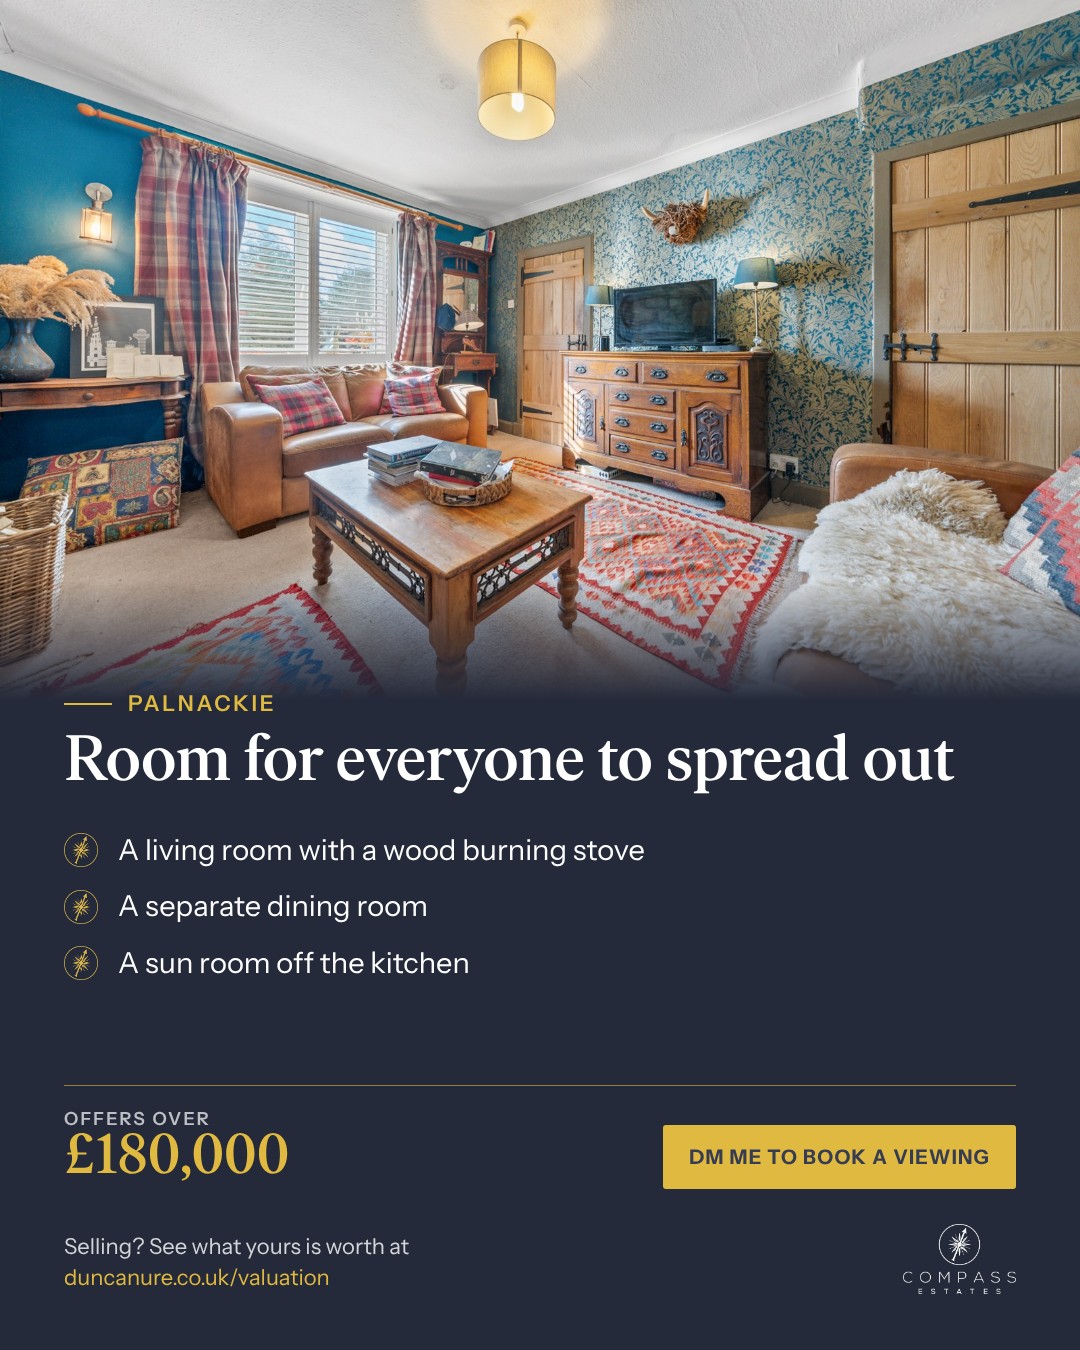 PALNACKIE
Room for everyone to spread out
A living room with a wood burning stove
A separate dining room
A sun room off the kitchen
OFFERS OVER
£180,000
DM ME TO BOOK A VIEWING
Selling? See what yours is worth at
duncanure.co.uk/valuation
COMPASS
ESTATES